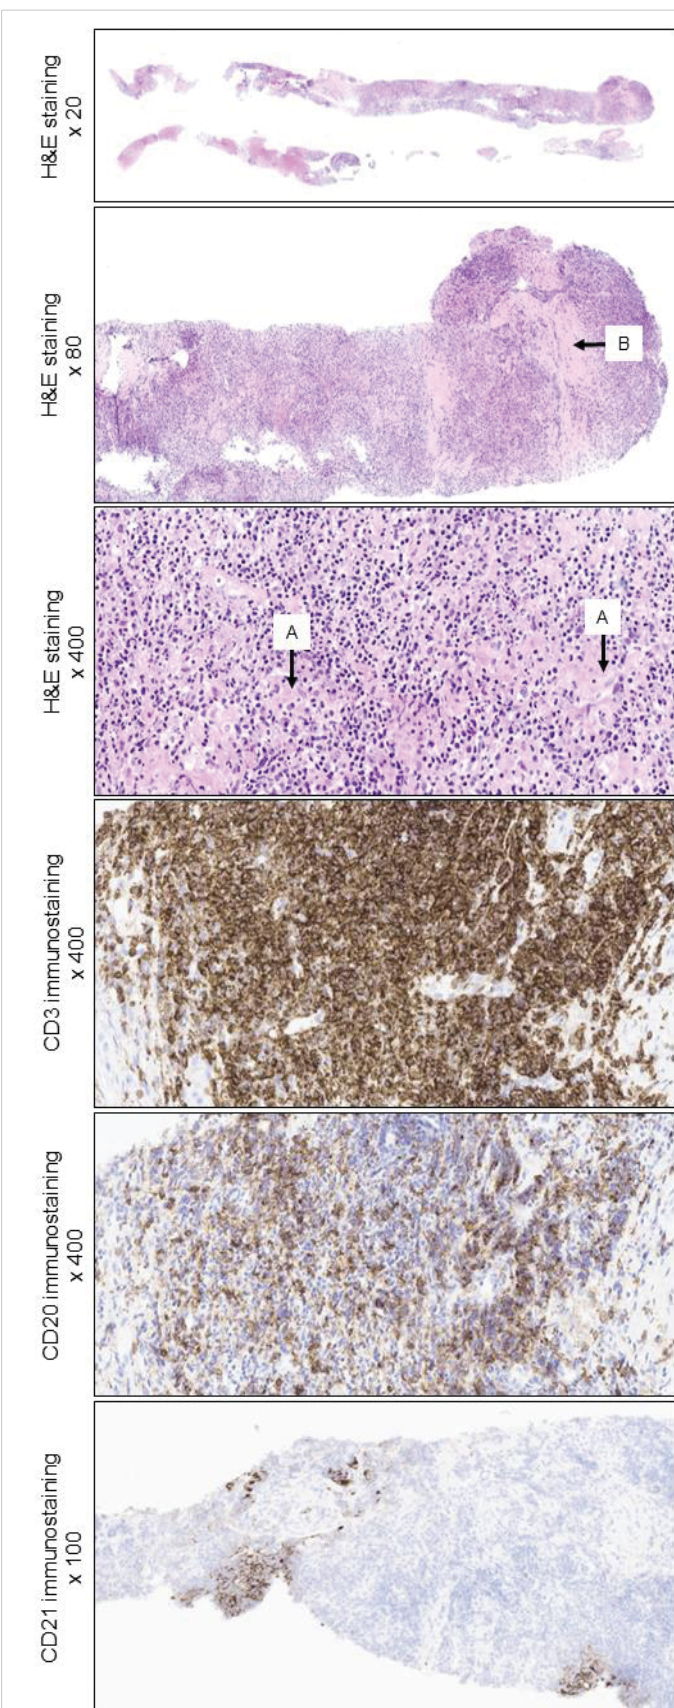 H&E staining
x 20
H&E staining
x 80
B
H&E staining
x 400
A
A
CD3 immunostaining
x 400
CD20 immunostaining
x 400
CD21 immunostaining
x 100